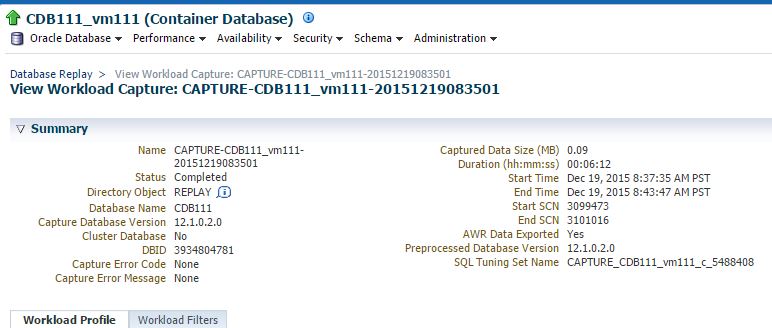 CDB111_vm111 (Container Database)
Oracle Database Performance Availability Security Schema Administration
Database Replay > View Workload Capture: CAPTURE-CDB111_vm111-20151219083501
View Workload Capture: CAPTURE-CDB111_vm111-20151219083501
Summary
Name CAPTURE-CDB111_vm111-
20151219083501
Status Completed
Directory Object REPLAY
Database Name CDB111
Capture Database Version 12.1.0.2.0
Cluster Database No
DBID 3934804781
Capture Error Code None
Capture Error Message None
Captured Data Size (MB) 0.09
Duration (hh:mm:ss) 00:06:12
Start Time Dec 19, 2015 8:37:35 AM PST
End Time Dec 19, 2015 8:43:47 AM PST
Start SCN 3099473
End SCN 3101016
AWR Data Exported Yes
Preprocessed Database Version 12.1.0.2.0
SQL Tuning Set Name CAPTURE_CDB111_vm111_c_5488408
Workload Profile Workload Filters